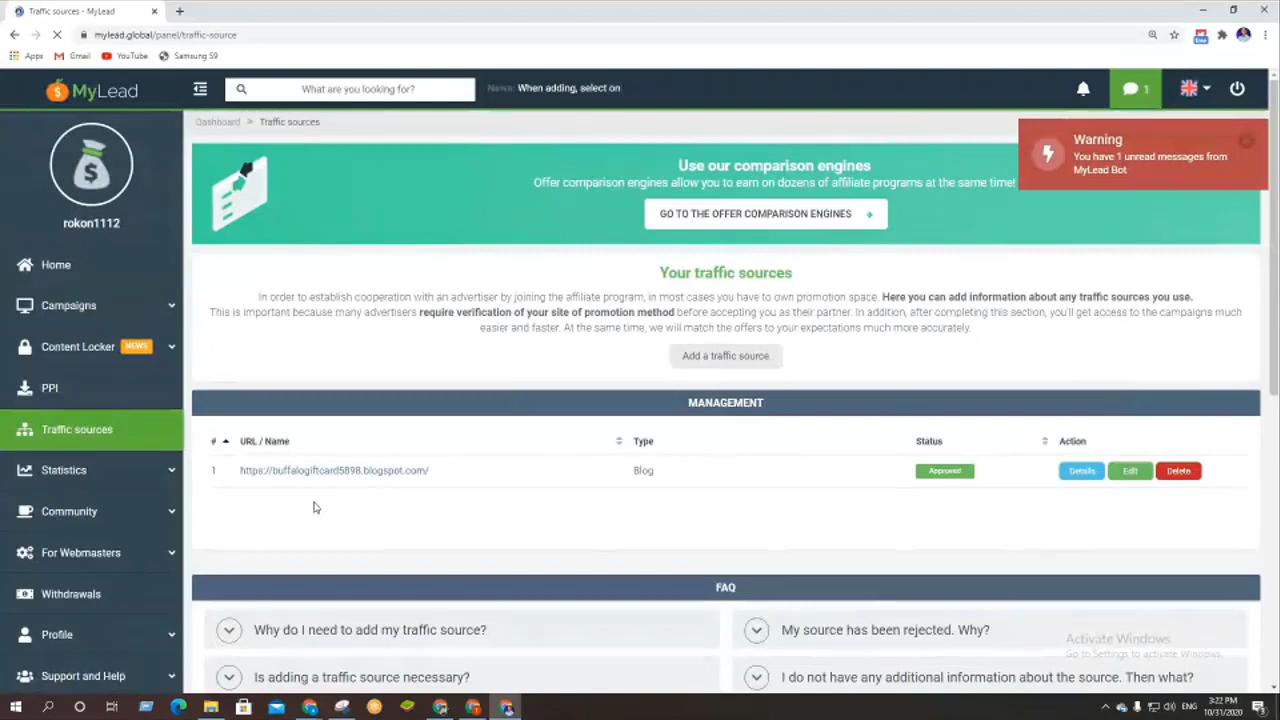 Traffic sources - MyLead
mylead.global/panel/traffic-source
Apps
Gmail
YouTube
Samsung S9
MyLead
What are you looking for?
News: When adding, select on
1
rokon1112
Home
Campaigns
Content Locker NEWS
PPI
Traffic sources
Statistics
Community
For Webmasters
Withdrawals
Profile
Support and Help
Dashboard > Traffic sources
Warning
You have 1 unread messages from
MyLead Bot
Use our comparison engines
Offer comparison engines allow you to earn on dozens of affiliate programs at the same time!
GO TO THE OFFER COMPARISON ENGINES
Your traffic sources
In order to establish cooperation with an advertiser by joining the affiliate program, in most cases you have to own promotion space. Here you can add information about any traffic sources you use.
This is important because many advertisers require verification of your site of promotion method before accepting you as their partner. In addition, after completing this section, you'll get access to the campaigns much
easier and faster. At the same time, we will match the offers to your expectations much more accurately.
Add a traffic source
MANAGEMENT
# URL / Name Type Status Action
1 https://buffalogiftcard5898.blogspot.com/ Blog Approved Details Edit Delete
FAQ
Why do I need to add my traffic source?
My source has been rejected. Why?
Is adding a traffic source necessary?
I do not have any additional information about the source. Then what?
Activate Windows
Go to Settings to activate Windows.
ENG
3:22 PM
10/31/2020